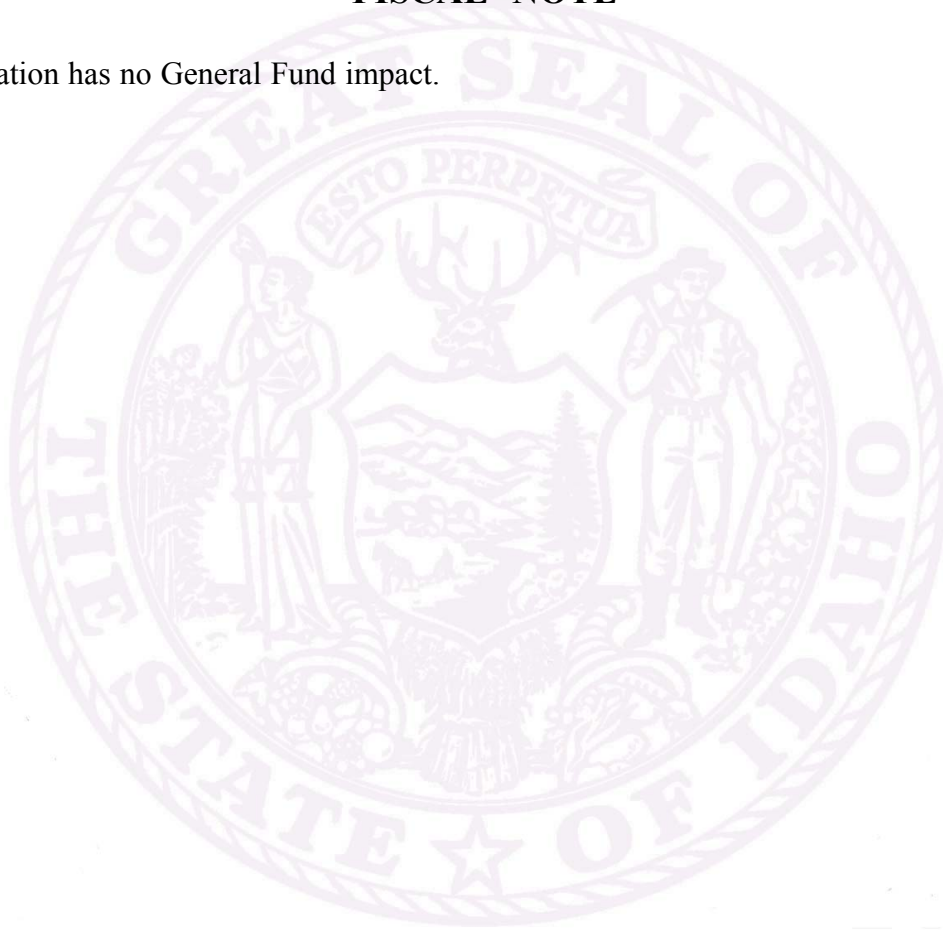 FISCAL NOTE
ation has no General Fund impact.
GREAT SEAL OF
ESTO PERPETUA
THE STATE OF IDAHO